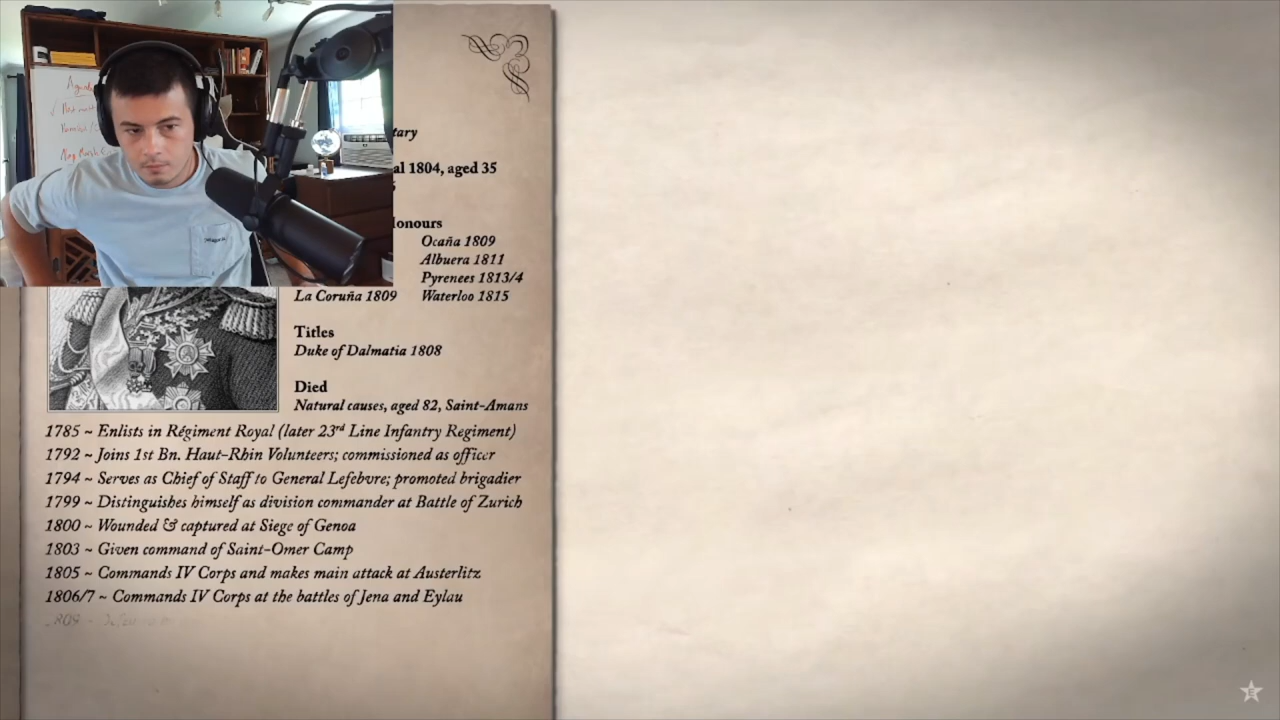 al 1804, aged 35
Ocaña 1809
Albuera 1811
Pyrenees 1813/4
La Coruña 1809 Waterloo 1815
Titles
Duke of Dalmatia 1808
Died
Natural causes, aged 82, Saint-Amans
1785 ~ Enlists in Régiment Royal (later 23rd Line Infantry Regiment)
1792 ~ Joins 1st Bn. Haut-Rhin Volunteers; commissioned as officer
1794 ~ Serves as Chief of Staff to General Lefebvre; promoted brigadier
1799 ~ Distinguishes himself as division commander at Battle of Zurich
1800 ~ Wounded & captured at Siege of Genoa
1803 ~ Given command of Saint-Omer Camp
1805 ~ Commands IV Corps and makes main attack at Austerlitz
1806/7 ~ Commands IV Corps at the battles of Jena and Eylau